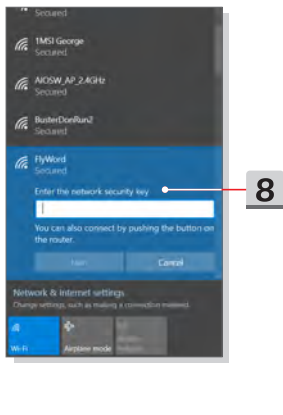 Secured
1MSI George
Secured
AIOSW_AP_2.4GHz
Secured
BusterDonRun2
Secured
FlyWord
Secured
Enter the network security key
8
You can also connect by pushing the button on
the router.
Next
Cancel
Network & Internet settings
Change settings, such as making a connection metered.
Wi-Fi
Airplane mode